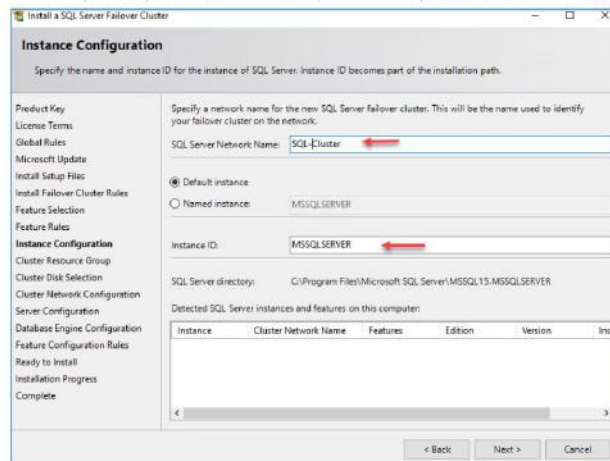 Install a SQL Server Failover Cluster
Instance Configuration
Specify the name and instance ID for the instance of SQL Server. Instance ID becomes part of the installation path.
Product Key
License Terms
Global Rules
Microsoft Update
Install Setup Files
Install Failover Cluster Rules
Feature Selection
Feature Rules
Instance Configuration
Cluster Resource Group
Cluster Disk Selection
Cluster Network Configuration
Server Configuration
Database Engine Configuration
Feature Configuration Rules
Ready to Install
Installation Progress
Complete
Specify a network name for the new SQL Server failover cluster. This will be the name used to identify
your failover cluster on the network.
SQL Server Network Name: SQL-Cluster
Default instance
Named instance: MSSQLSERVER
Instance ID: MSSQLSERVER
SQL Server directory: C:\Program Files\Microsoft SQL Server\MSSQL15.MSSQLSERVER
Detected SQL Server instances and features on this computer:
Instance Cluster Network Name Features Edition Version Ins
< Back Next > Cancel